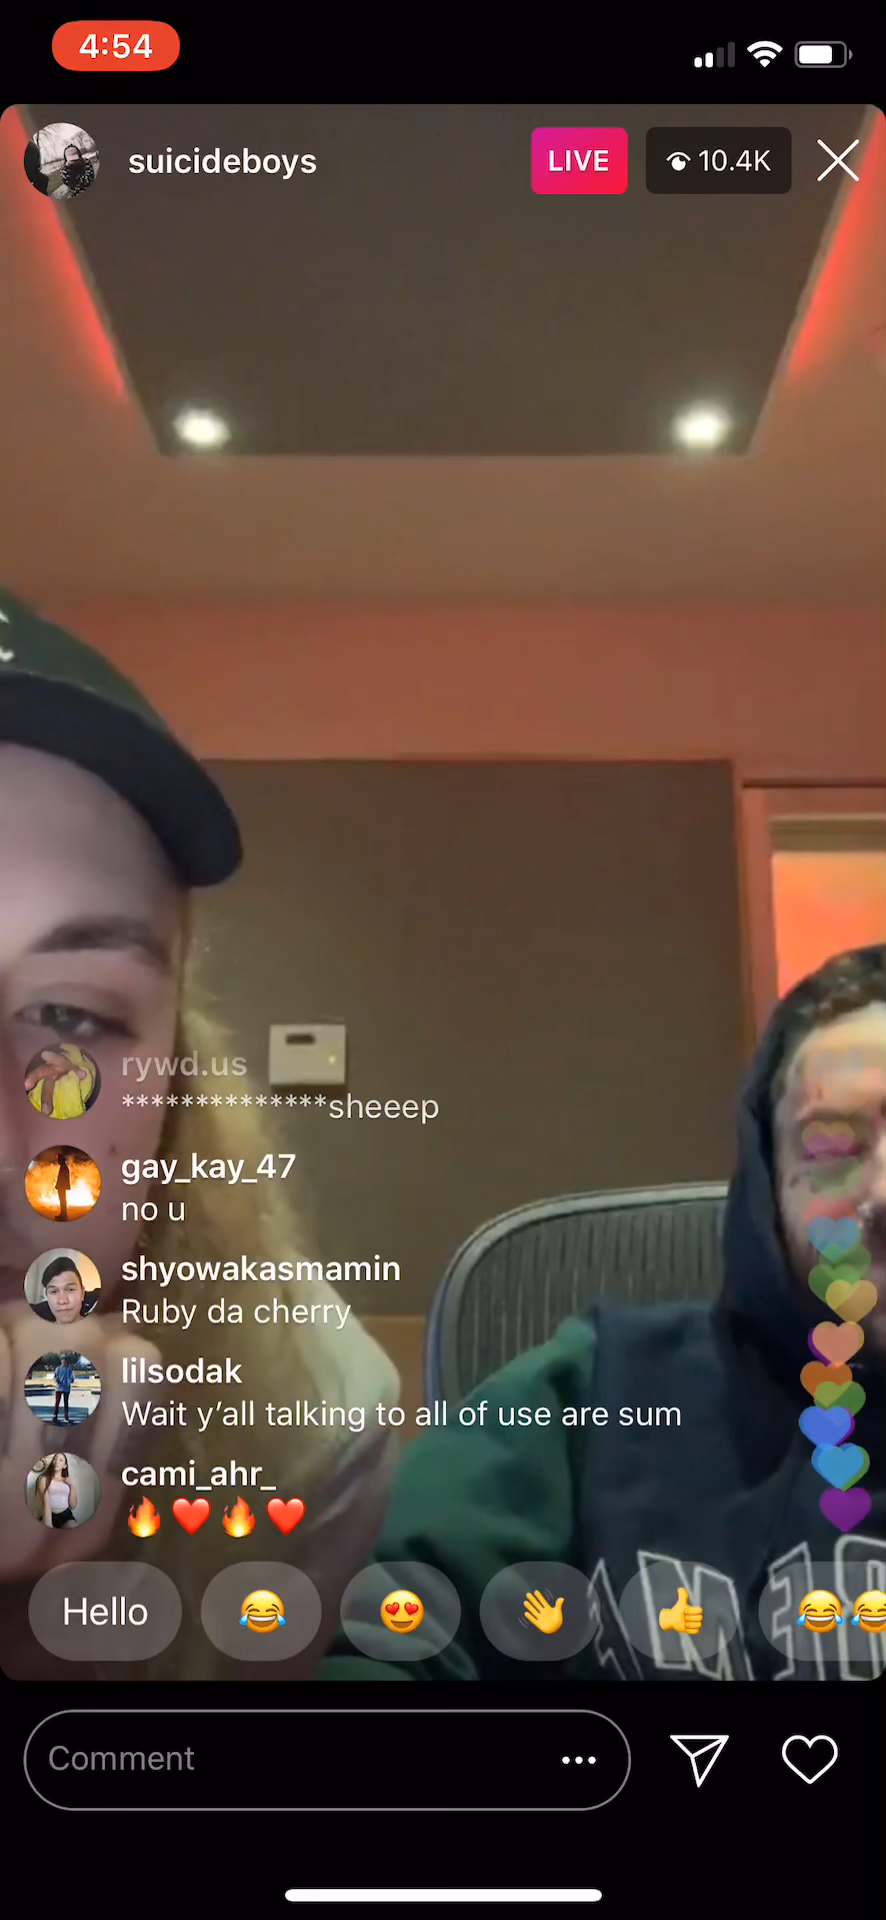 4:54
suicideboys
LIVE
10.4K
rywd.us
**************sheeep
gay_kay_47
no u
shyowakasmamin
Ruby da cherry
lilsodak
Wait y’all talking to all of use are sum
cami_ahr_
🔥❤️🔥❤️
Hello 😂 😍 👋 👍 😂😂
Comment